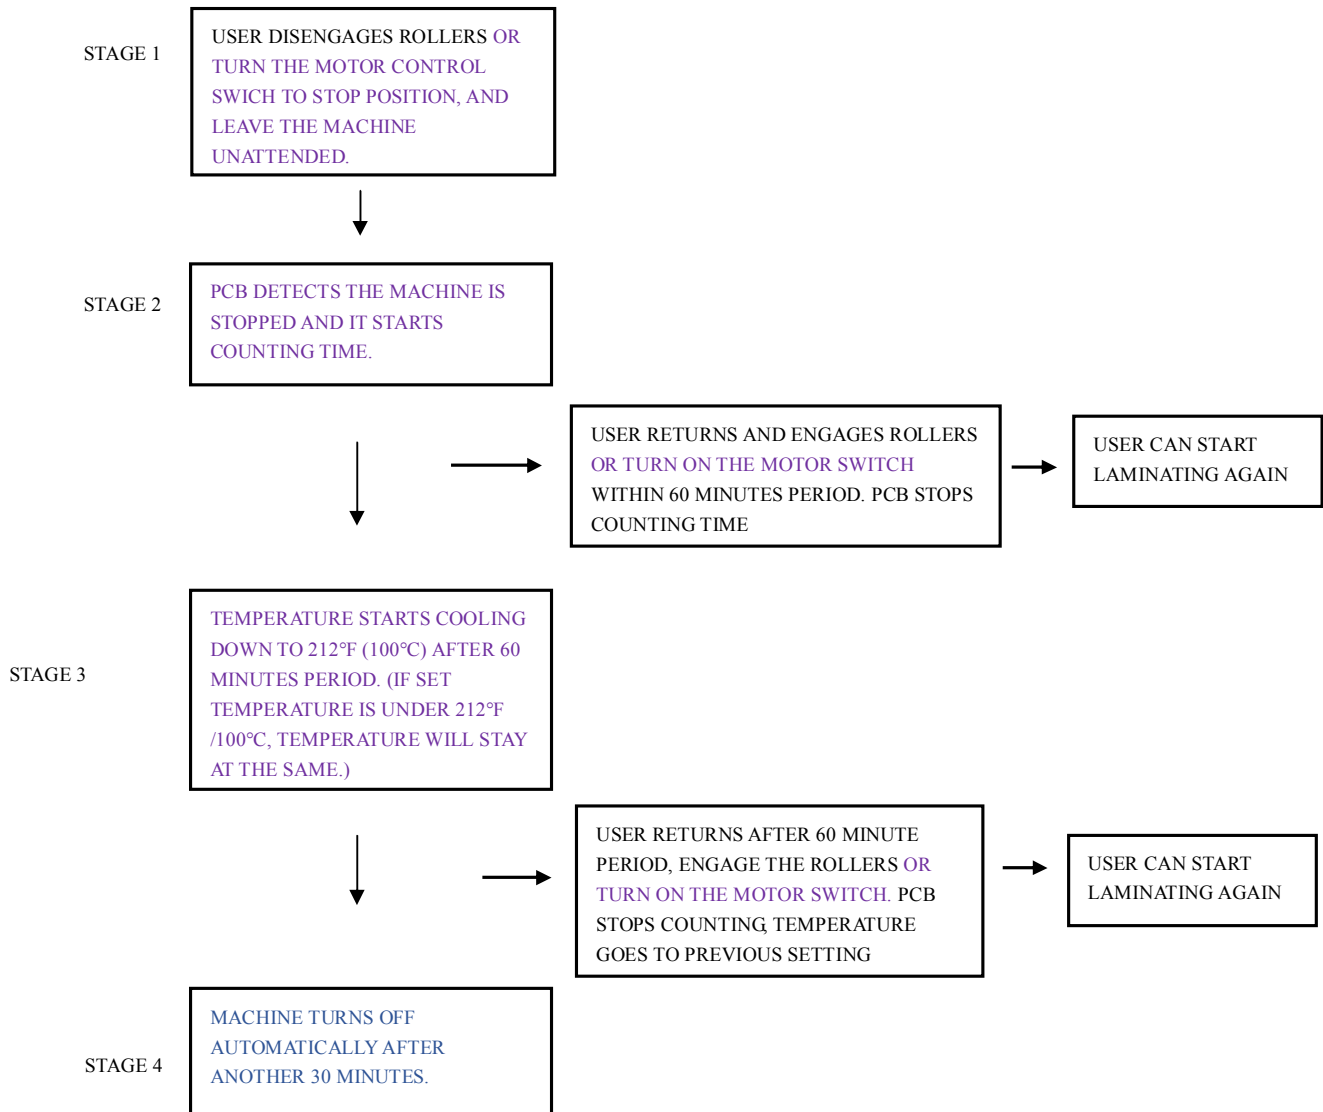 STAGE 1
USER DISENGAGES ROLLERS OR
TURN THE MOTOR CONTROL
SWICH TO STOP POSITION, AND
LEAVE THE MACHINE
UNATTENDED.
STAGE 2
PCB DETECTS THE MACHINE IS
STOPPED AND IT STARTS
COUNTING TIME.
USER RETURNS AND ENGAGES ROLLERS
OR TURN ON THE MOTOR SWITCH
WITHIN 60 MINUTES PERIOD. PCB STOPS
COUNTING TIME
USER CAN START
LAMINATING AGAIN
STAGE 3
TEMPERATURE STARTS COOLING
DOWN TO 212°F (100℃) AFTER 60
MINUTES PERIOD. (IF SET
TEMPERATURE IS UNDER 212°F
/100℃, TEMPERATURE WILL STAY
AT THE SAME.)
USER RETURNS AFTER 60 MINUTE
PERIOD, ENGAGE THE ROLLERS OR
TURN ON THE MOTOR SWITCH. PCB
STOPS COUNTING, TEMPERATURE
GOES TO PREVIOUS SETTING
USER CAN START
LAMINATING AGAIN
STAGE 4
MACHINE TURNS OFF
AUTOMATICALLY AFTER
ANOTHER 30 MINUTES.